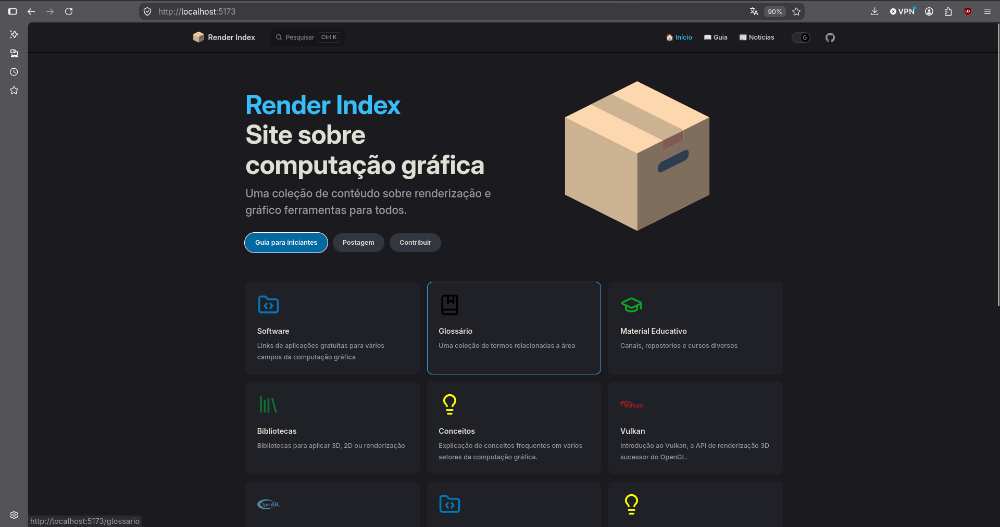 http://localhost:5173
90%
VPN
Render Index
Pesquisar
Ctrl K
Início
Guia
Notícias
Render Index
Site sobre
computação gráfica
Uma coleção de contéudo sobre renderização e
gráfico ferramentas para todos.
Guia para iniciantes
Postagem
Contribuir
Software
Links de aplicações gratuitas para vários
campos da computação gráfica
Glossário
Uma coleção de termos relacionadas a área
Material Educativo
Canais, repostorios e cursos diversos
Bibliotecas
Bibliotecas para aplicar 3D, 2D ou renderização
Conceitos
Explicação de conceitos frequentes em vários
setores da computação gráfica.
Vulkan
Vulkan
Introdução ao Vulkan, a API de renderização 3D
sucessor do OpenGL.
OpenGL
http://localhost:5173/glossario